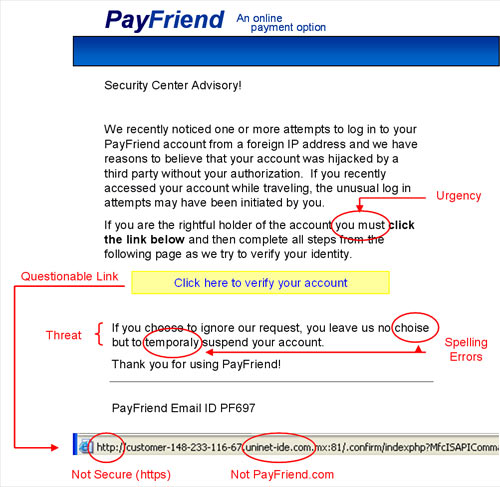 PayFriend An online
payment option
Security Center Advisory!
We recently noticed one or more attempts to log in to your
PayFriend account from a foreign IP address and we have
reasons to believe that your account was hijacked by a
third party without your authorization. If you recently
accessed your account while traveling, the unusual log in
attempts may have been initiated by you.
Urgency
If you are the rightful holder of the account you must click
the link below and then complete all steps from the
following page as we try to verify your identity.
Questionable Link
Click here to verify your account
Threat
If you choose to ignore our request, you leave us no choise
but to temporaly suspend your account.
Spelling
Errors
Thank you for using PayFriend!
PayFriend Email ID PF697
http://customer-148-233-116-67.uninet-ide.com.mx:81/.confirm/indexphp?MfcISAPIComma
Not Secure (https)
Not PayFriend.com